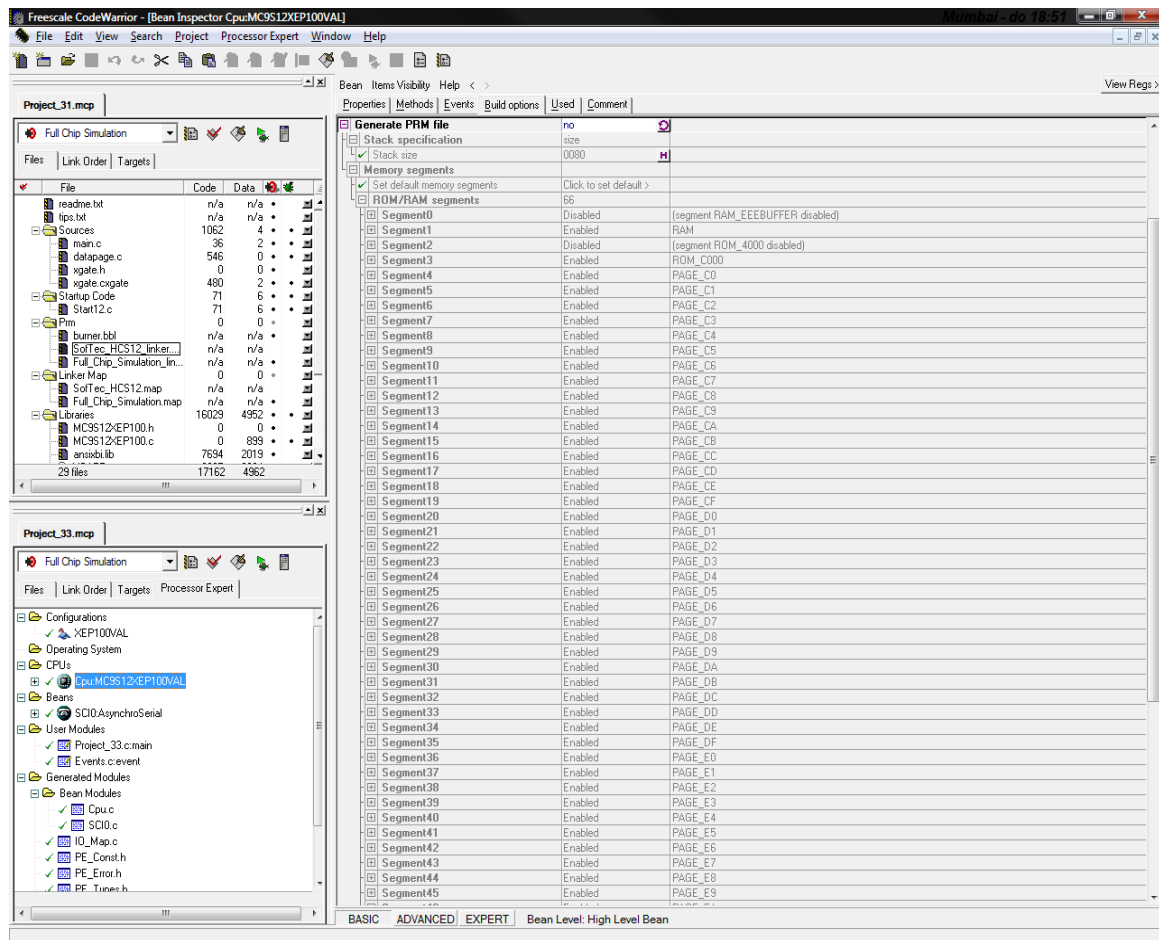 Freescale CodeWarrior - [Bean Inspector Cpu:MC9S12XEP100VAL]
Mumbai - do 18:51
File Edit View Search Project Processor Expert Window Help
Project_31.mcp
Full Chip Simulation
Files Link Order Targets
File Code Data
readme.txt n/a n/a
tips.txt n/a n/a
Sources 1062 4
main.c 36 2
datapage.c 546 0
xgate.h 0 0
xgate.cxgate 480 2
Startup Code 71 6
Start12.c 71 6
Prm 0 0
burner.bbl n/a n/a
SofTec_HCS12_linker.... n/a n/a
Full_Chip_Simulation_lin... n/a n/a
Linker Map 0 0
SofTec_HCS12.map n/a n/a
Full_Chip_Simulation.map n/a n/a
Libraries 16029 4952
MC9S12XEP100.h 0 0
MC9S12XEP100.c 0 899
ansixbi.lib 7694 2019
29 files 17162 4962
Project_33.mcp
Full Chip Simulation
Files Link Order Targets Processor Expert
Configurations
XEP100VAL
Operating System
CPUs
Cpu:MC9S12XEP100VAL
Beans
SCI0:AsynchroSerial
User Modules
Project_33.c:main
Events.c:event
Generated Modules
Bean Modules
Cpu.c
SCI0.c
IO_Map.c
PE_Const.h
PE_Error.h
PE_Types.h
Bean Items Visibility Help < >
View Regs >
Properties Methods Events Build options Used Comment
Generate PRM file no
Stack specification size
Stack size 0080 H
Memory segments
Set default memory segments Click to set default >
ROM/RAM segments 66
Segment0 Disabled (segment RAM_EEEBUFFER disabled)
Segment1 Enabled RAM
Segment2 Disabled (segment ROM_4000 disabled)
Segment3 Enabled ROM_C000
Segment4 Enabled PAGE_C0
Segment5 Enabled PAGE_C1
Segment6 Enabled PAGE_C2
Segment7 Enabled PAGE_C3
Segment8 Enabled PAGE_C4
Segment9 Enabled PAGE_C5
Segment10 Enabled PAGE_C6
Segment11 Enabled PAGE_C7
Segment12 Enabled PAGE_C8
Segment13 Enabled PAGE_C9
Segment14 Enabled PAGE_CA
Segment15 Enabled PAGE_CB
Segment16 Enabled PAGE_CC
Segment17 Enabled PAGE_CD
Segment18 Enabled PAGE_CE
Segment19 Enabled PAGE_CF
Segment20 Enabled PAGE_D0
Segment21 Enabled PAGE_D1
Segment22 Enabled PAGE_D2
Segment23 Enabled PAGE_D3
Segment24 Enabled PAGE_D4
Segment25 Enabled PAGE_D5
Segment26 Enabled PAGE_D6
Segment27 Enabled PAGE_D7
Segment28 Enabled PAGE_D8
Segment29 Enabled PAGE_D9
Segment30 Enabled PAGE_DA
Segment31 Enabled PAGE_DB
Segment32 Enabled PAGE_DC
Segment33 Enabled PAGE_DD
Segment34 Enabled PAGE_DE
Segment35 Enabled PAGE_DF
Segment36 Enabled PAGE_E0
Segment37 Enabled PAGE_E1
Segment38 Enabled PAGE_E2
Segment39 Enabled PAGE_E3
Segment40 Enabled PAGE_E4
Segment41 Enabled PAGE_E5
Segment42 Enabled PAGE_E6
Segment43 Enabled PAGE_E7
Segment44 Enabled PAGE_E8
Segment45 Enabled PAGE_E9
BASIC ADVANCED EXPERT Bean Level: High Level Bean